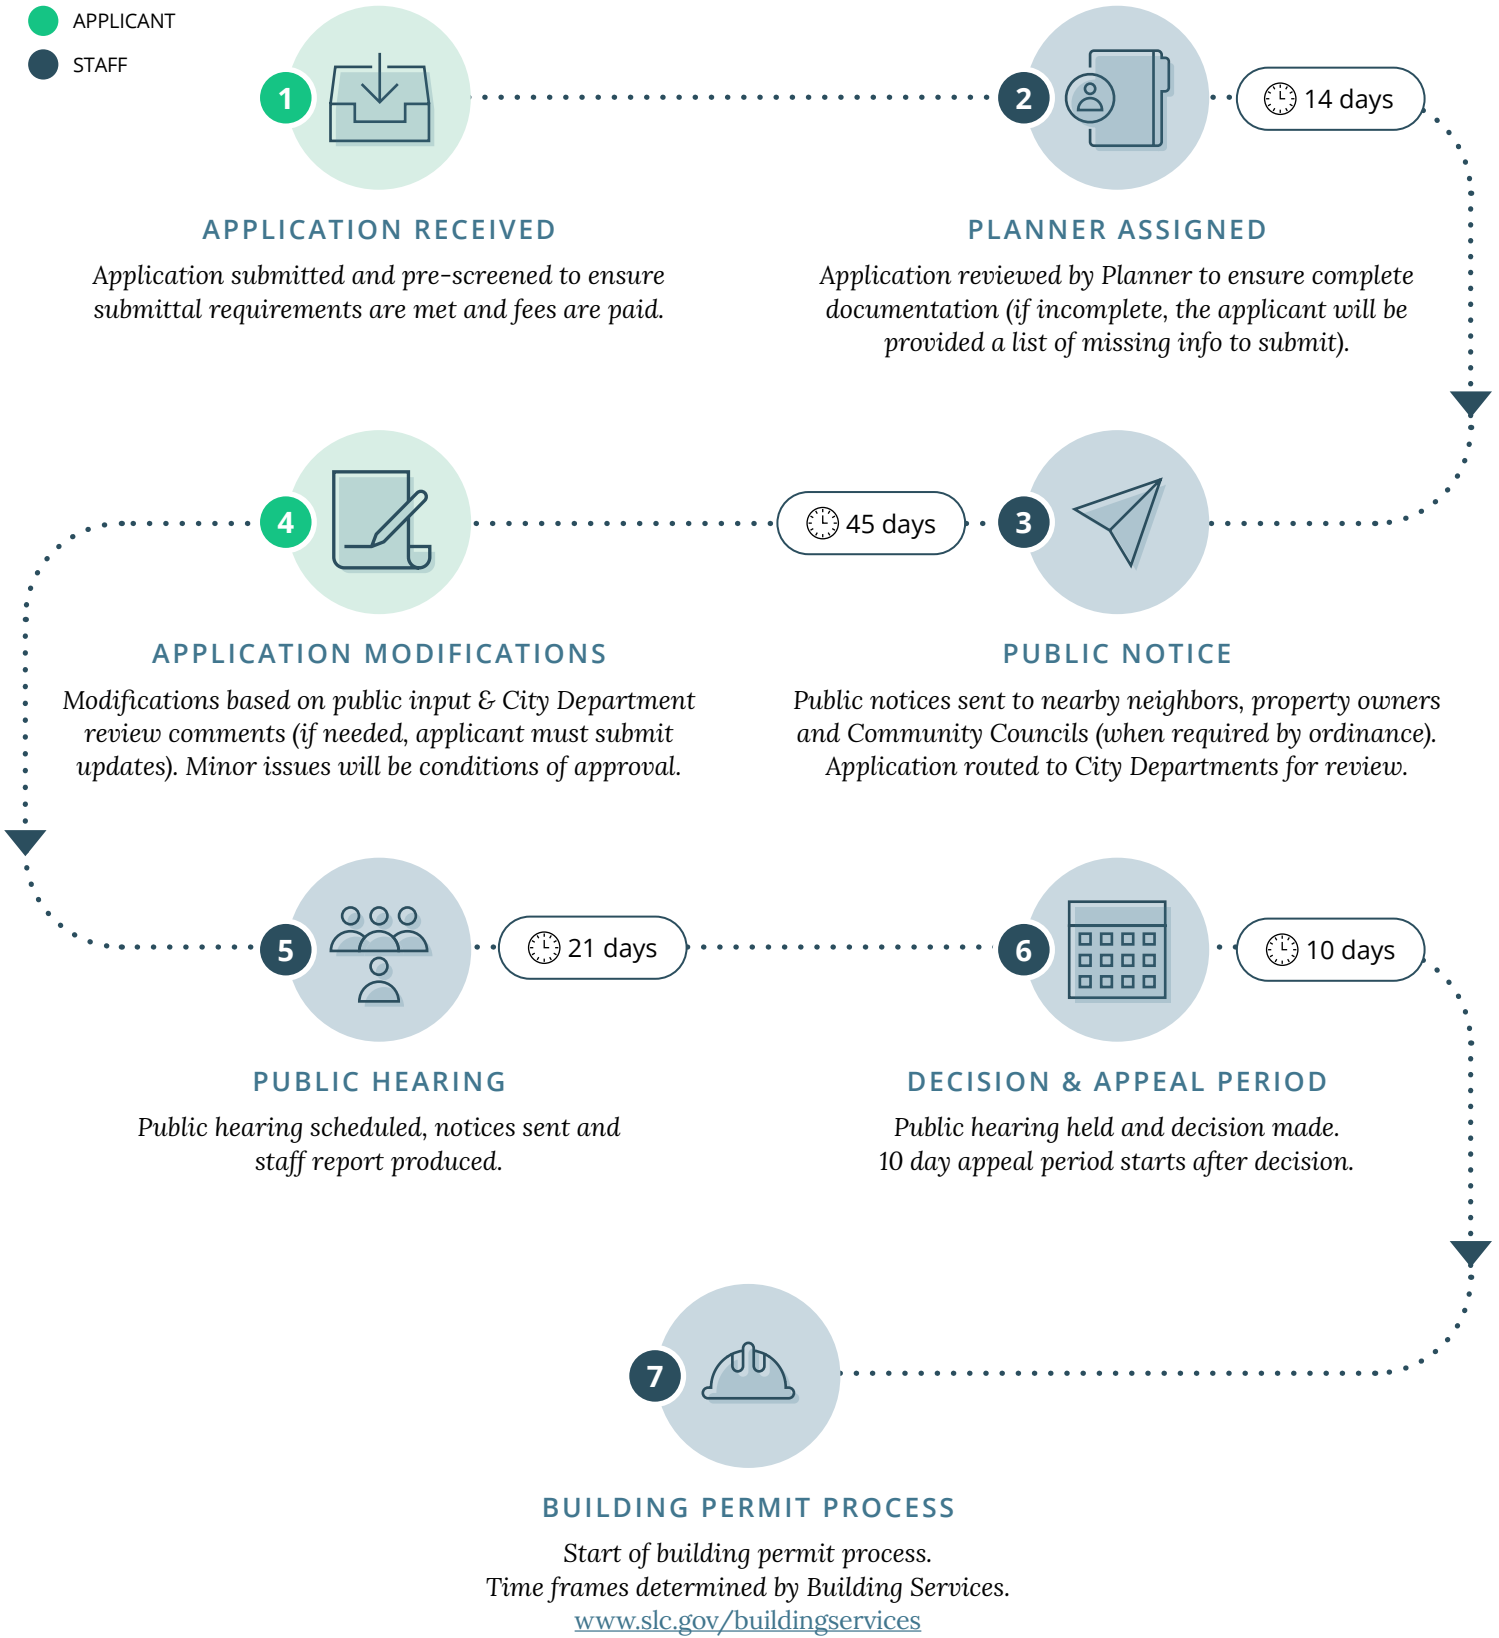 APPLICANT
STAFF
1
APPLICATION RECEIVED
Application submitted and pre-screened to ensure
submittal requirements are met and fees are paid.
2
14 days
PLANNER ASSIGNED
Application reviewed by Planner to ensure complete
documentation (if incomplete, the applicant will be
provided a list of missing info to submit).
3
45 days
PUBLIC NOTICE
Public notices sent to nearby neighbors, property owners
and Community Councils (when required by ordinance).
Application routed to City Departments for review.
4
APPLICATION MODIFICATIONS
Modifications based on public input & City Department
review comments (if needed, applicant must submit
updates). Minor issues will be conditions of approval.
5
21 days
PUBLIC HEARING
Public hearing scheduled, notices sent and
staff report produced.
6
10 days
DECISION & APPEAL PERIOD
Public hearing held and decision made.
10 day appeal period starts after decision.
7
BUILDING PERMIT PROCESS
Start of building permit process.
Time frames determined by Building Services.
www.slc.gov/buildingservices